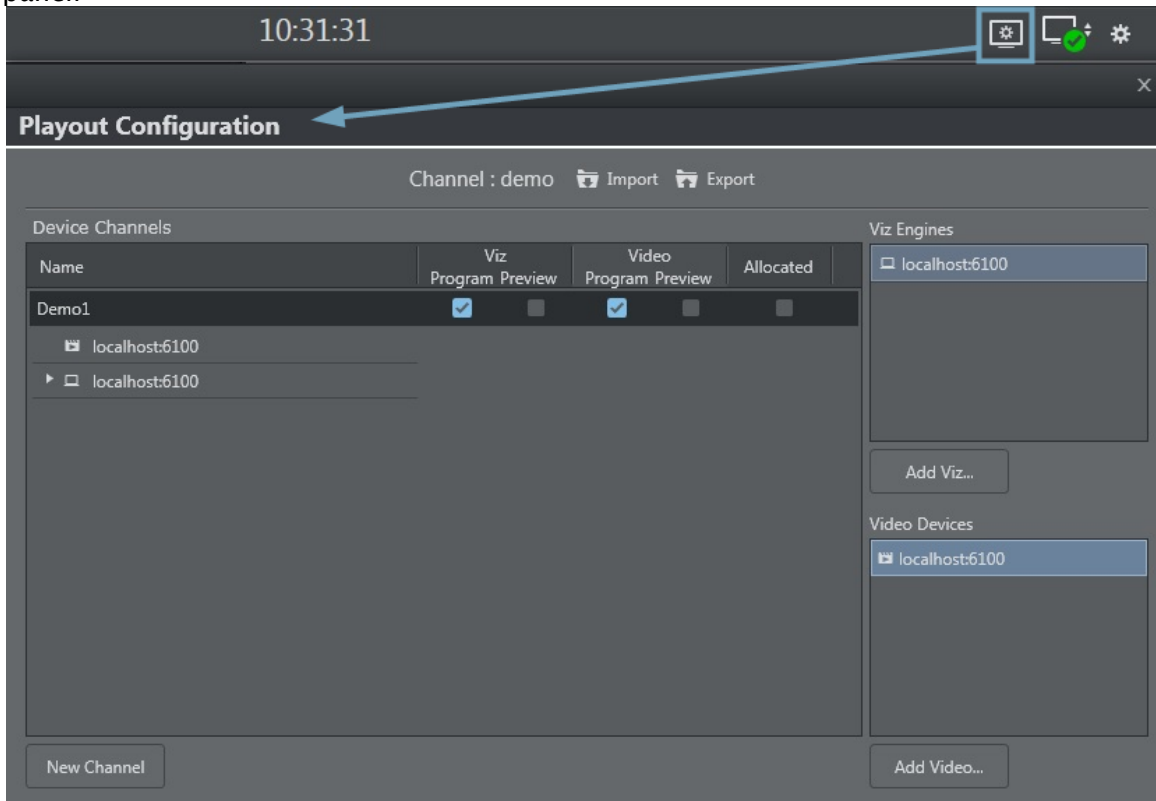 10:31:31
X
Playout Configuration
Channel : demo Import Export
Device Channels
Viz Engines
Name
Viz
Program Preview
Video
Program Preview
Allocated
localhost:6100
Demo1
localhost:6100
localhost:6100
Add Viz...
Video Devices
localhost:6100
New Channel
Add Video...